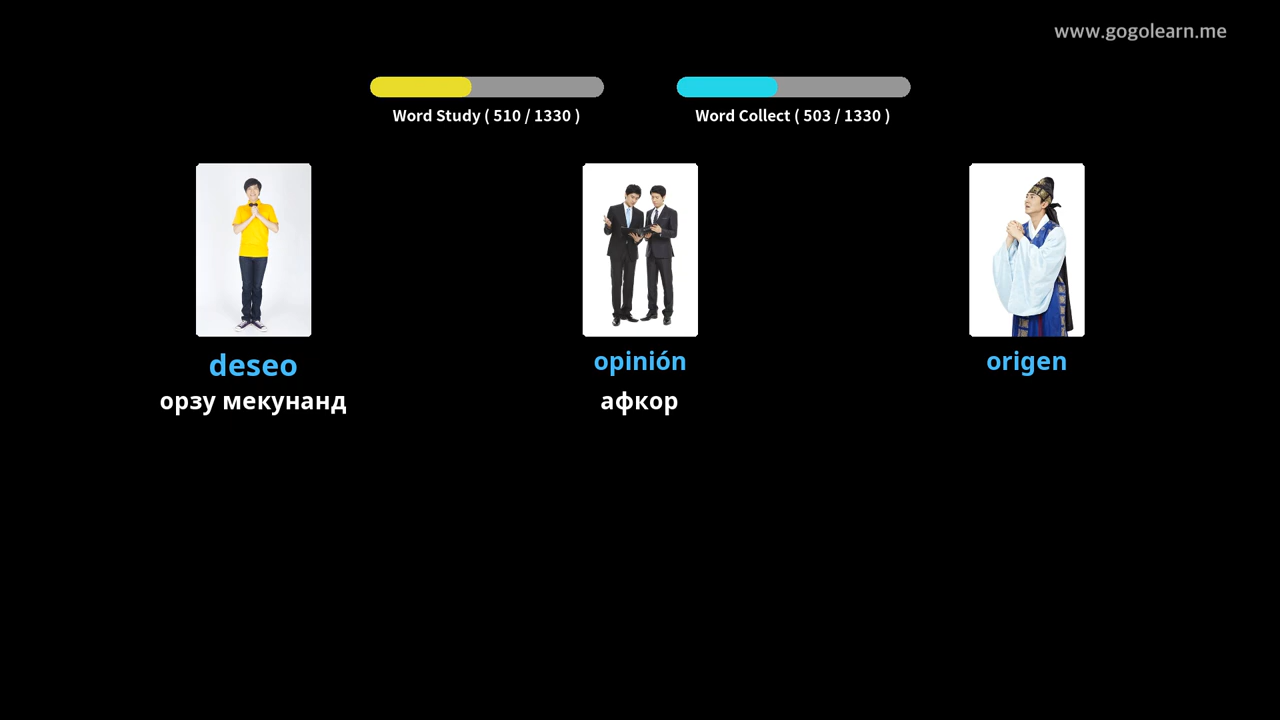 www.gogolearn.me
Word Study ( 510 / 1330 )
Word Collect ( 503 / 1330 )
deseo
opinión
origen
орзу мекунанд
афкор